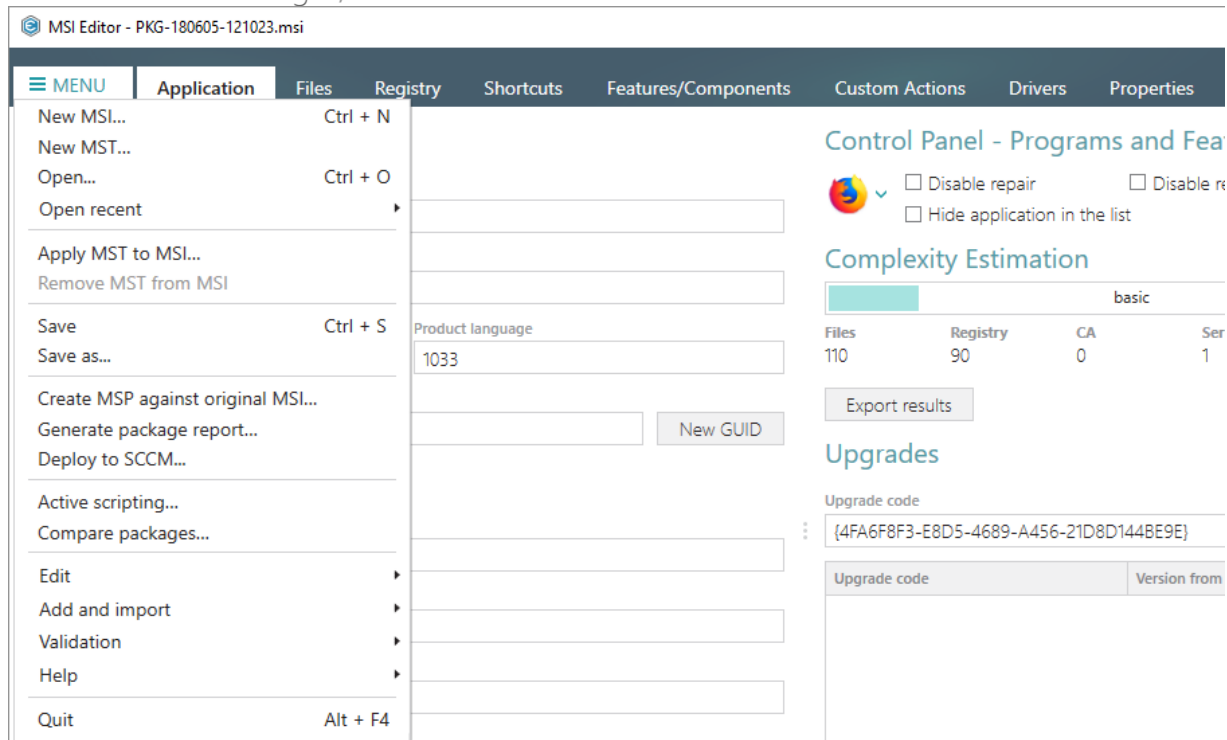 MSI Editor - PKG-180605-121023.msi
MENU Application Files Registry Shortcuts Features/Components Custom Actions Drivers Properties
New MSI... Ctrl + N
New MST...
Open... Ctrl + O
Open recent
Apply MST to MSI...
Remove MST from MSI
Save Ctrl + S
Save as...
Create MSP against original MSI...
Generate package report...
Deploy to SCCM...
Active scripting...
Compare packages...
Edit
Add and import
Validation
Help
Quit Alt + F4
Product language
1033
New GUID
Control Panel - Programs and Fea
Disable repair Disable re
Hide application in the list
Complexity Estimation
basic
Files Registry CA Ser
110 90 0 1
Export results
Upgrades
Upgrade code
{4FA6F8F3-E8D5-4689-A456-21D8D144BE9E}
Upgrade code Version from